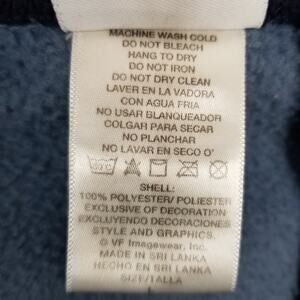 MACHINE WASH COLD
DO NOT BLEACH
HANG TO DRY
DO NOT IRON
DO NOT DRY CLEAN
LAVER EN LA VADORA
CON AGUA FRIA
NO USAR BLANQUEADOR
COLGAR PARA SECAR
NO PLANCHAR
NO LAVAR EN SECO O'
SHELL:
100% POLYESTER/ POLIESTER
EXCLUSIVE OF DECORATION
EXCLUYENDO DECORACIONES
STYLE AND GRAPHICS.
© VF Imagewear, Inc.
MADE IN SRI LANKA
HECHO EN SRI LANKA
SIZE/TALLA